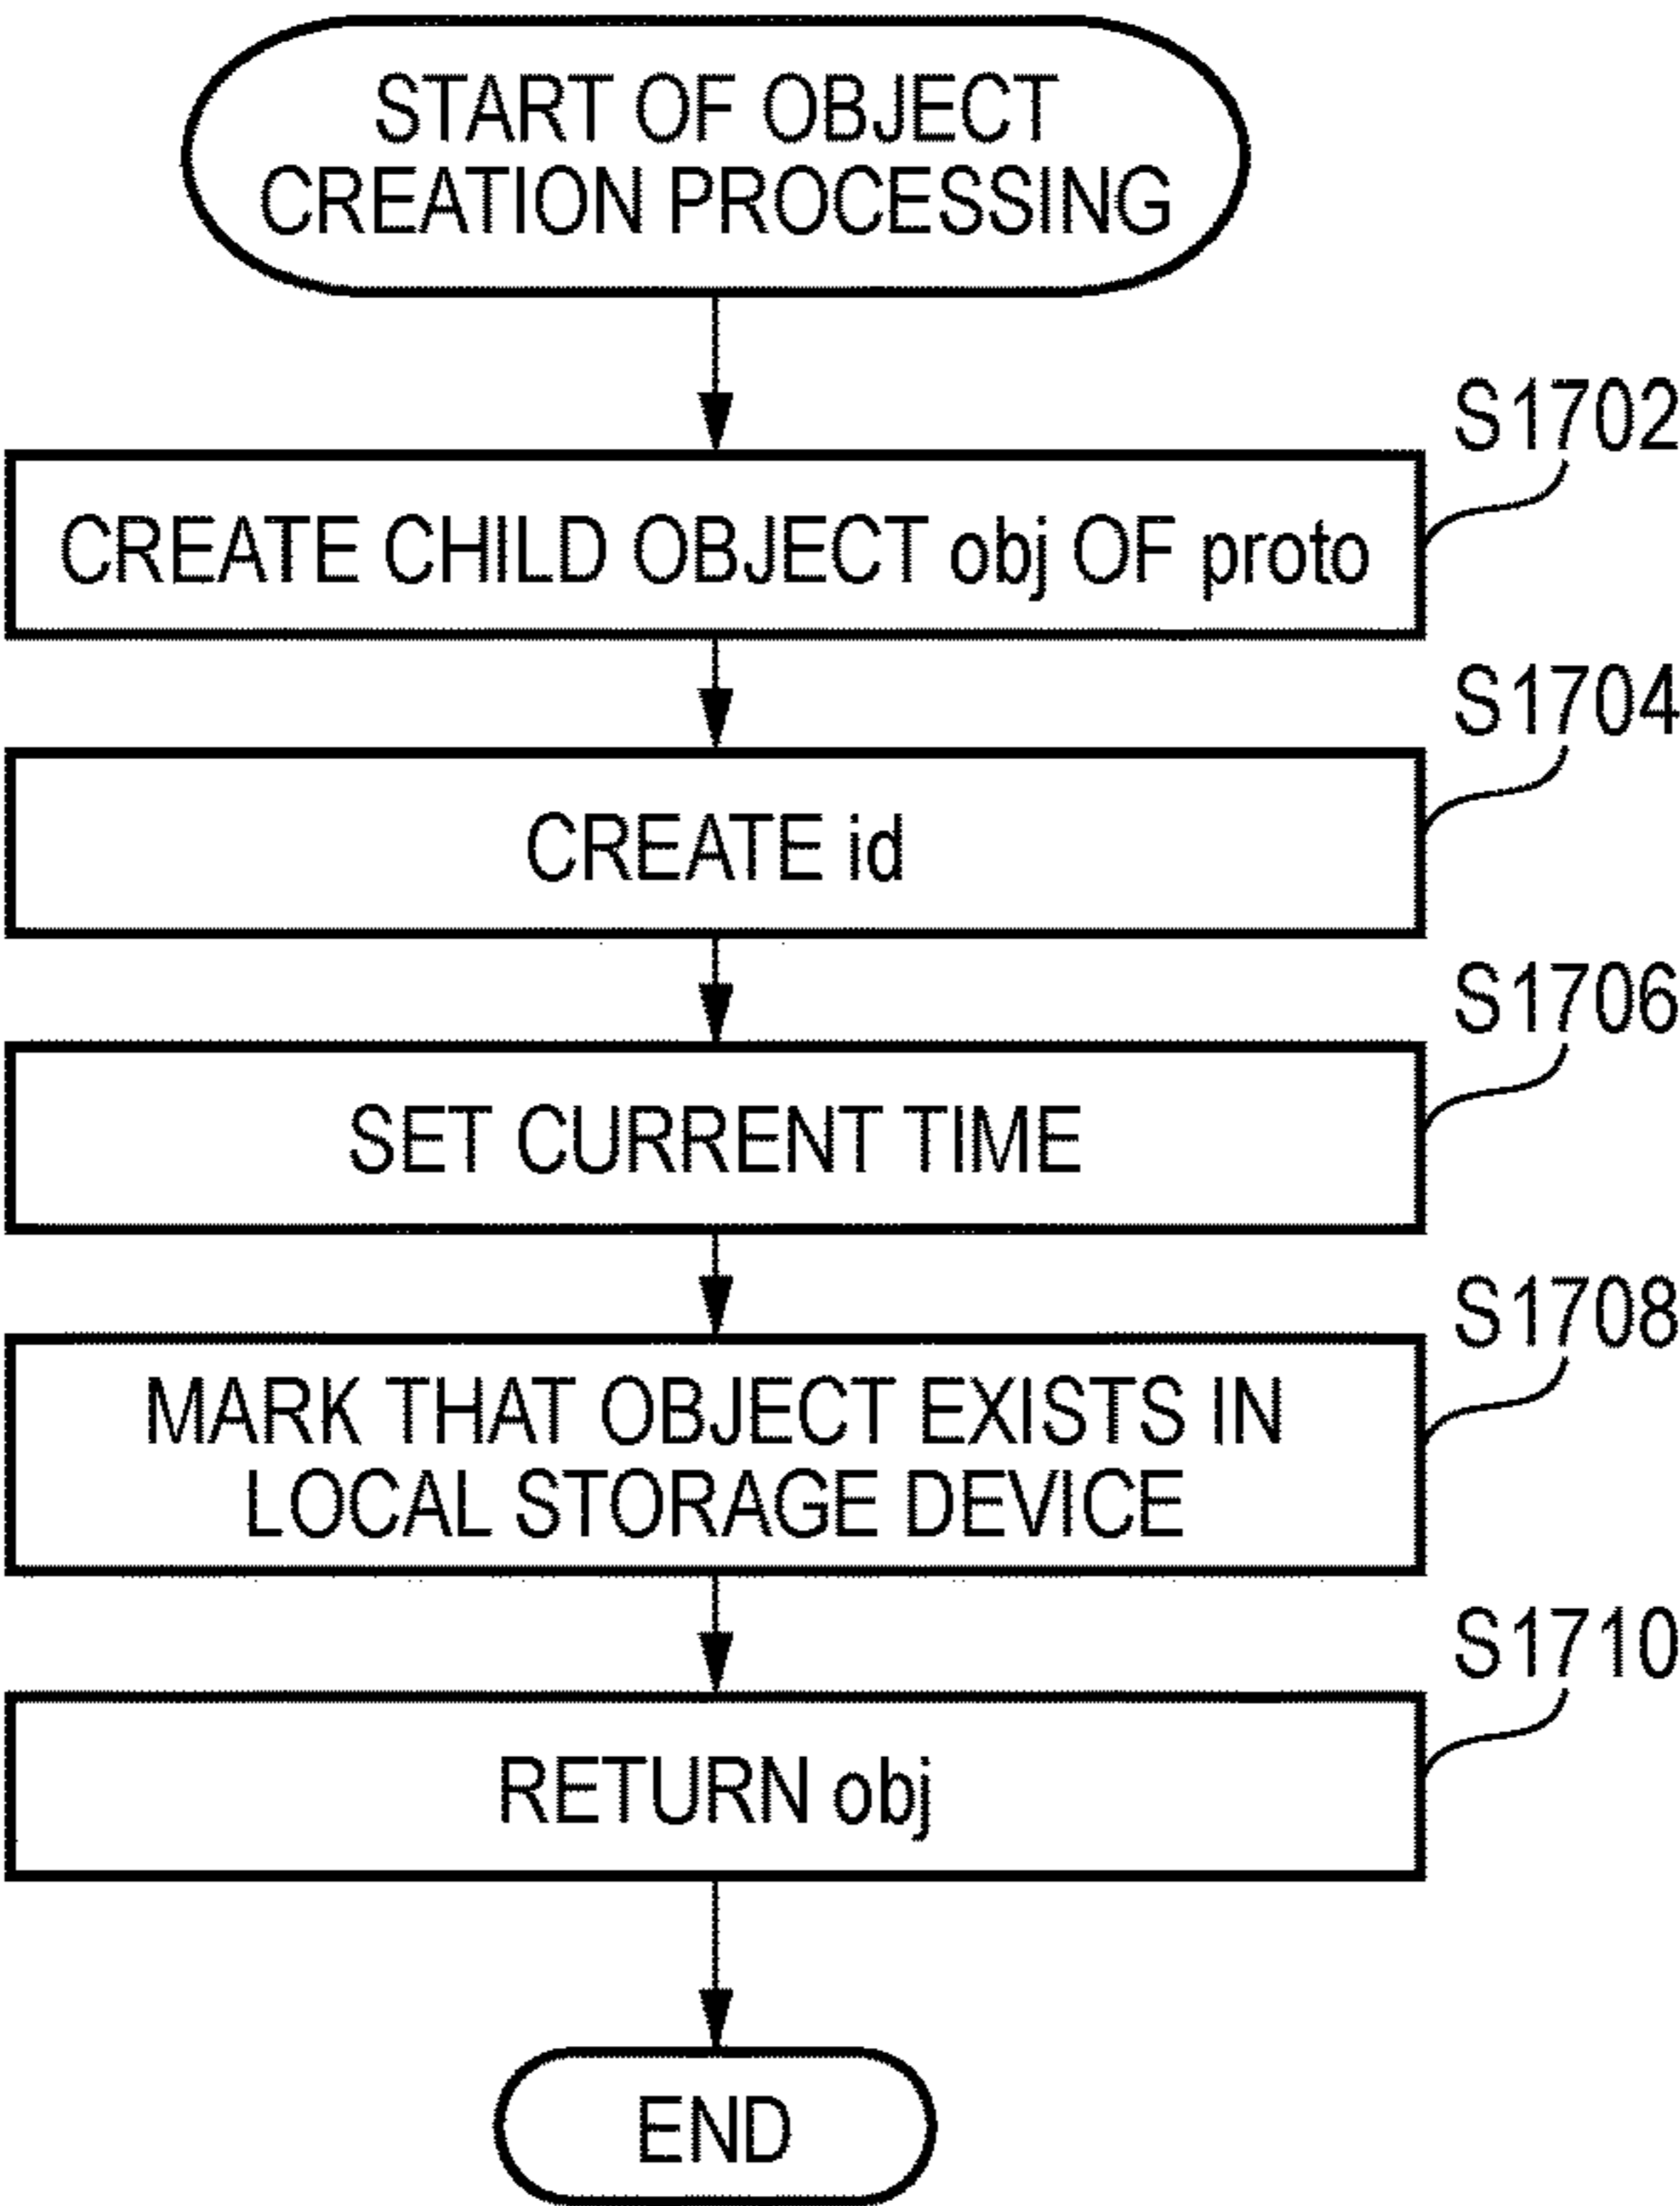 START OF OBJECT
CREATION PROCESSING
S1702
CREATE CHILD OBJECT obj OF proto
S1704
CREATE id
S1706
SET CURRENT TIME
S1708
MARK THAT OBJECT EXISTS IN
LOCAL STORAGE DEVICE
S1710
RETURN obj
END